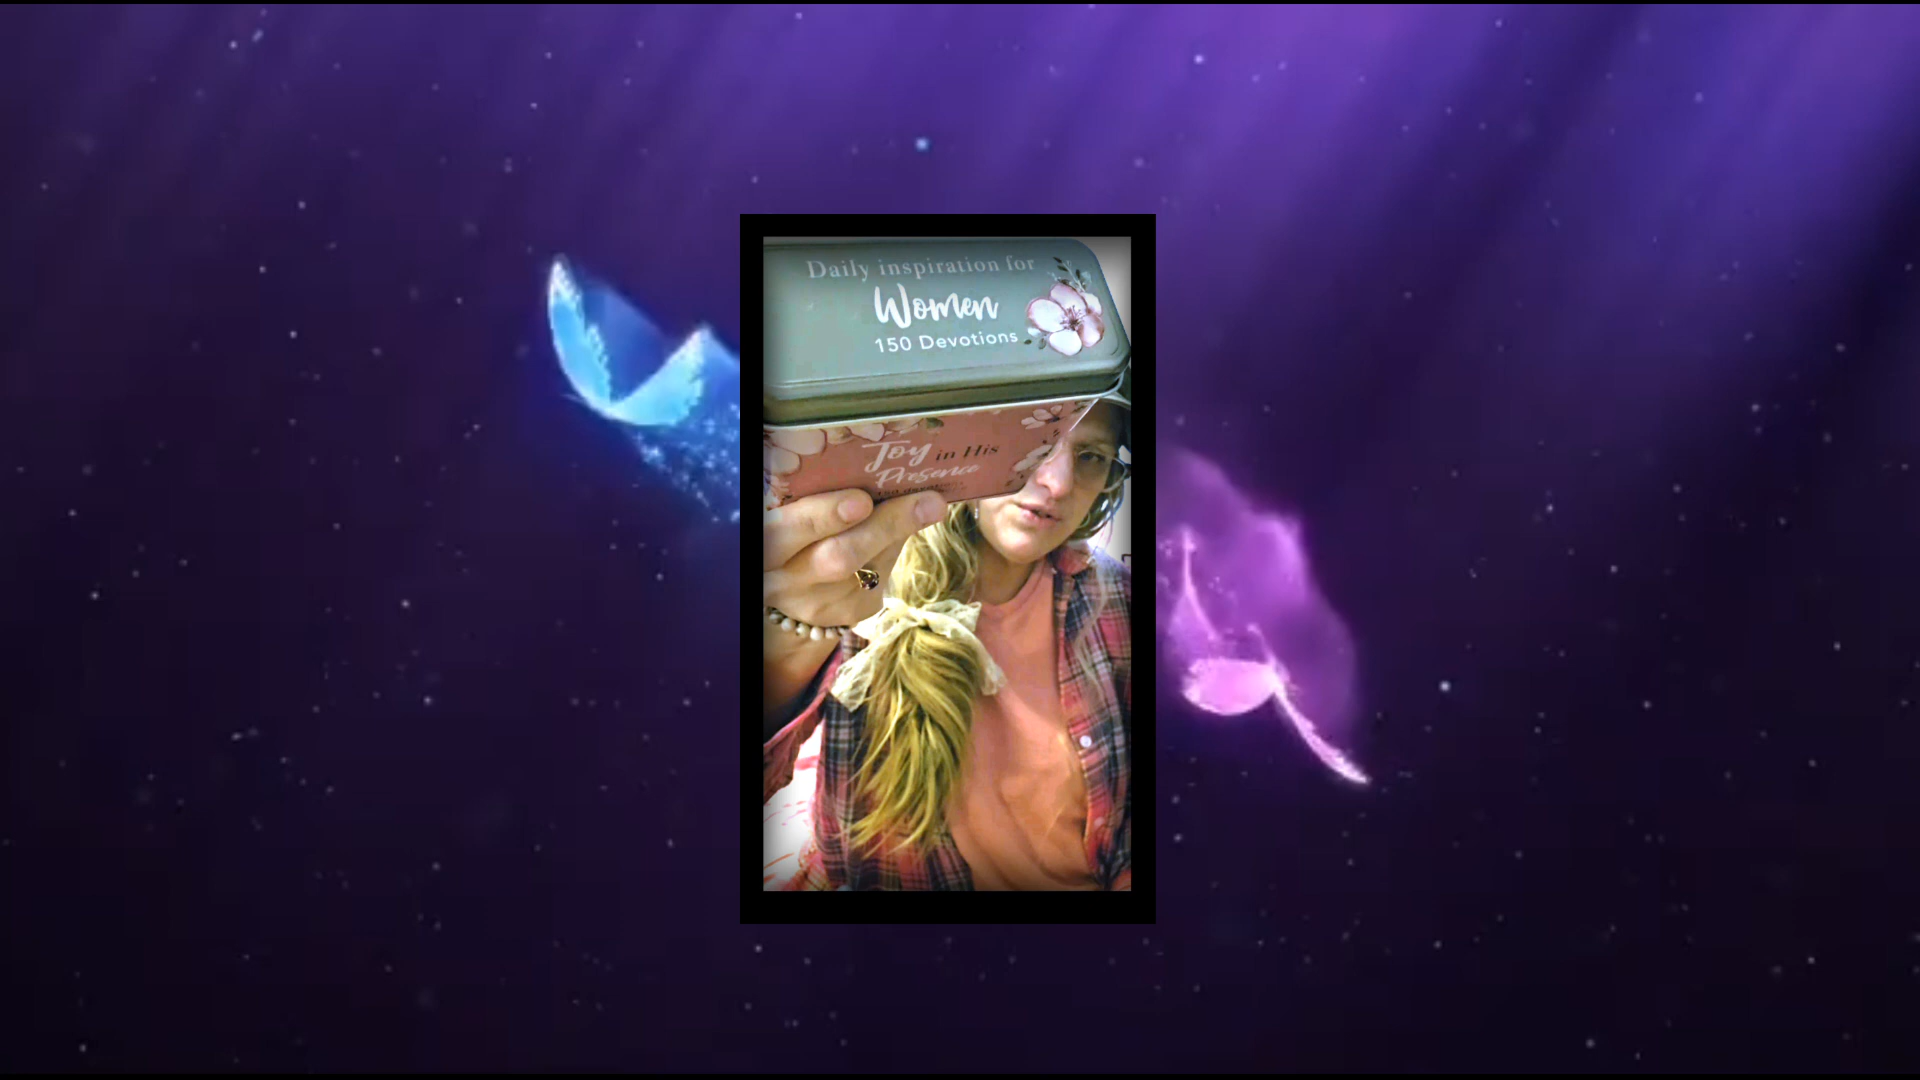 Daily inspiration for
Women
150 Devotions
Joy in His
Presence